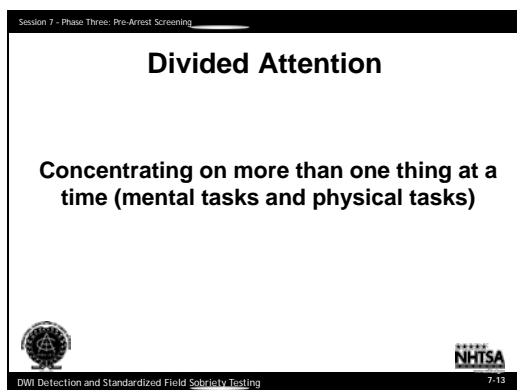 Session 7 - Phase Three: Pre-Arrest Screening
Divided Attention
Concentrating on more than one thing at a
time (mental tasks and physical tasks)
NHTSA
DWI Detection and Standardized Field Sobriety Testing
7-13